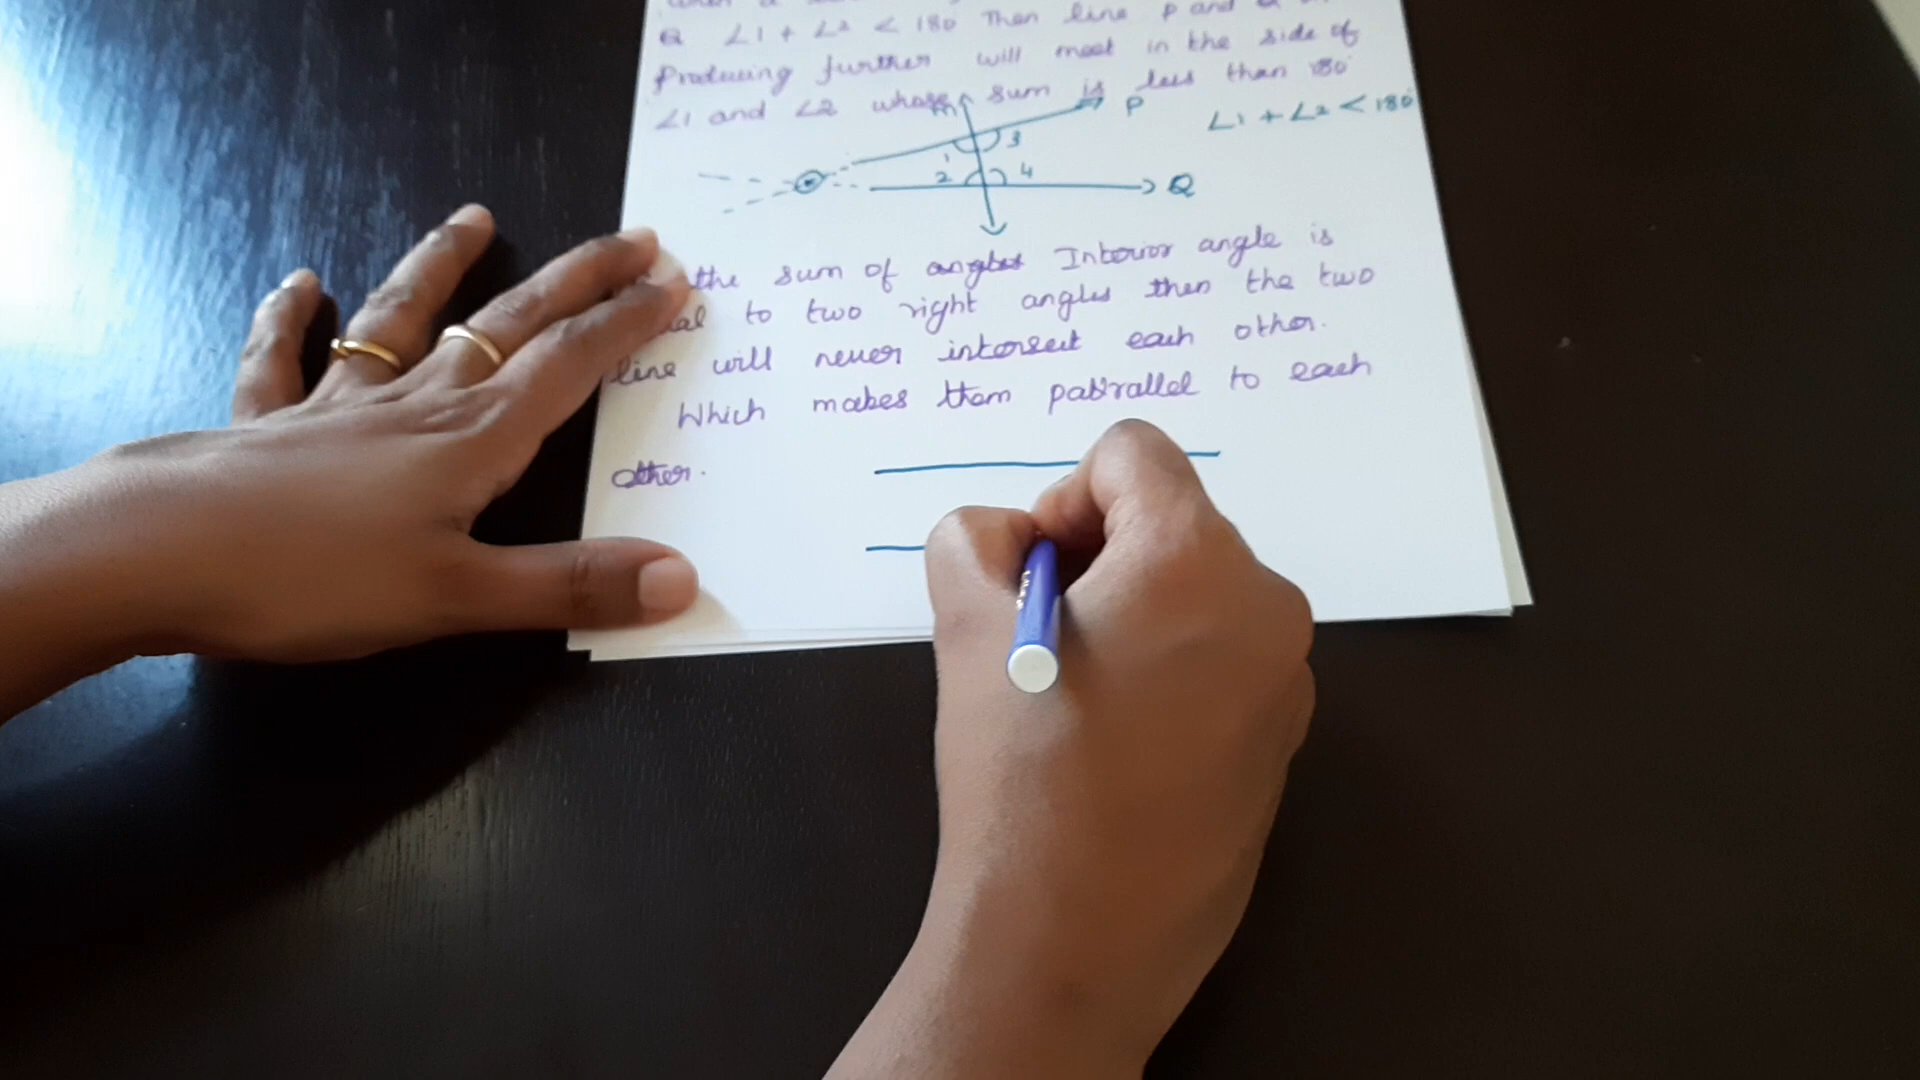 Q ∠1 + ∠2 < 180 Then line P and Q
Producing further will meet in the side of
∠1 and ∠2 whose sum is less than 180°
m P ∠1 + ∠2 < 180°
1 3
2 4 Q
the sum of angles Interior angle is
to two right angles then the two
line will never intersect each other.
Which makes them parallel to each
other.